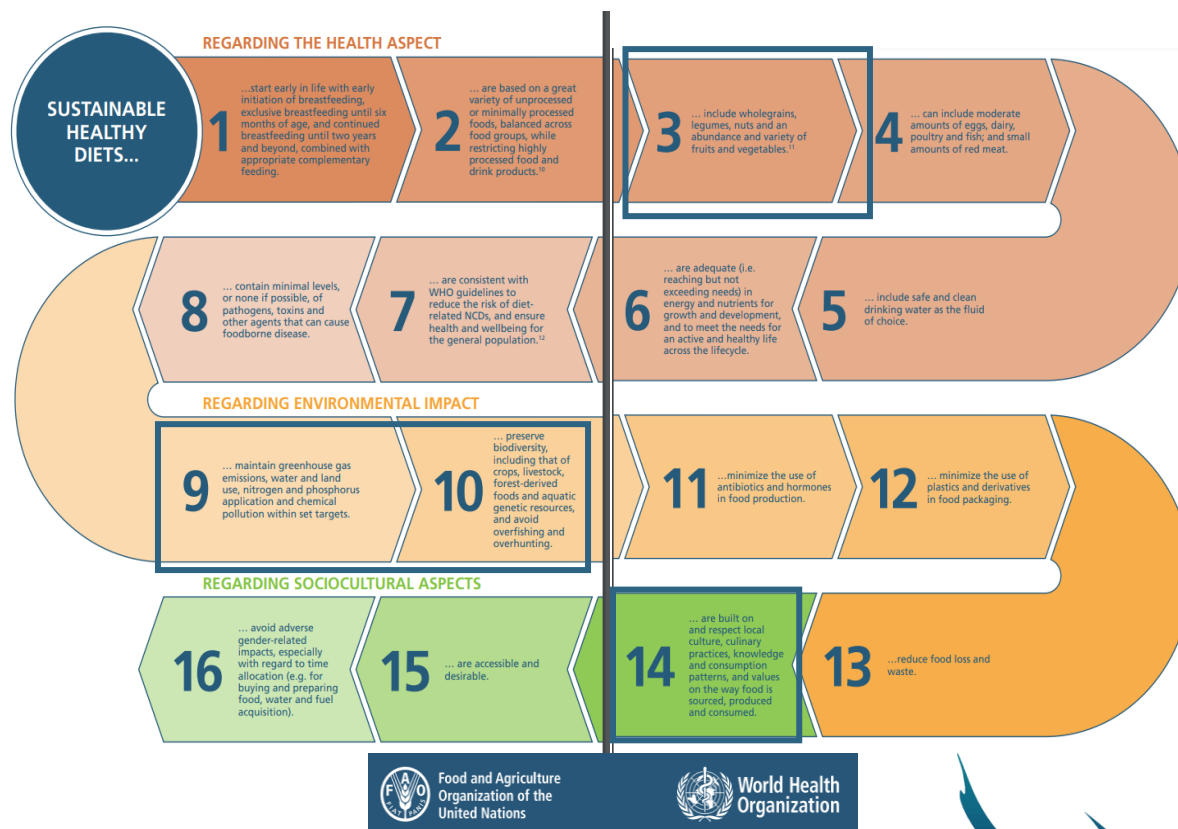 REGARDING THE HEALTH ASPECT
SUSTAINABLE
HEALTHY
DIETS...
1
...start early in life with early
initiation of breastfeeding,
exclusive breastfeeding until six
months of age, and continued
breastfeeding until two years
and beyond, combined with
appropriate complementary
feeding.
2
... are based on a great
variety of unprocessed
or minimally processed
foods, balanced across
food groups, while
restricting highly
processed food and
drink products.¹⁰
3
... include wholegrains,
legumes, nuts and an
abundance and variety of
fruits and vegetables.¹¹
4
... can include moderate
amounts of eggs, dairy,
poultry and fish; and small
amounts of red meat.
5
... include safe and clean
drinking water as the fluid
of choice.
6
... are adequate (i.e.
reaching but not
exceeding needs) in
energy and nutrients for
growth and development,
and to meet the needs for
an active and healthy life
across the lifecycle.
7
... are consistent with
WHO guidelines to
reduce the risk of diet-
related NCDs, and ensure
health and wellbeing for
the general population.¹²
8
... contain minimal levels,
or none if possible, of
pathogens, toxins and
other agents that can cause
foodborne disease.
REGARDING ENVIRONMENTAL IMPACT
9
... maintain greenhouse gas
emissions, water and land
use, nitrogen and phosphorus
application and chemical
pollution within set targets.
10
... preserve
biodiversity,
including that of
crops, livestock,
forest-derived
foods and aquatic
genetic resources,
and avoid
overfishing and
overhunting.
11
...minimize the use of
antibiotics and hormones
in food production.
12
... minimize the use of
plastics and derivatives
in food packaging.
13
...reduce food loss and
waste.
REGARDING SOCIOCULTURAL ASPECTS
14
... are built on
and respect local
culture, culinary
practices, knowledge
and consumption
patterns, and values
on the way food is
sourced, produced
and consumed.
15
... are accessible and
desirable.
16
... avoid adverse
gender-related
impacts, especially
with regard to time
allocation (e.g. for
buying and preparing
food, water and fuel
acquisition).
F A O
FIAT PANIS
Food and Agriculture
Organization of the
United Nations
World Health
Organization